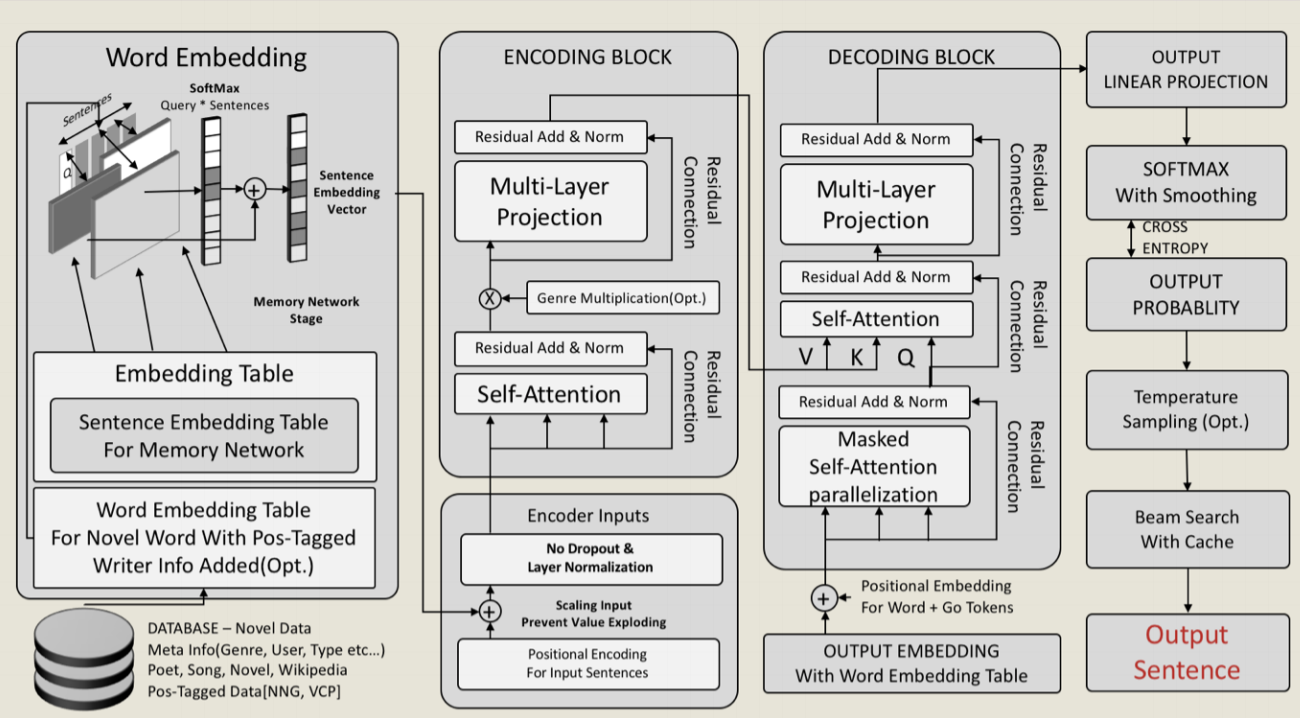 Word Embedding
SoftMax
Query * Sentences
Sentences
Q
Sentence
Embedding
Vector
Memory Network
Stage
Embedding Table
Sentence Embedding Table
For Memory Network
Word Embedding Table
For Novel Word With Pos-Tagged
Writer Info Added(Opt.)
DATABASE – Novel Data
Meta Info(Genre, User, Type etc...)
Poet, Song, Novel, Wikipedia
Pos-Tagged Data[NNG, VCP]
ENCODING BLOCK
Residual Add & Norm
Multi-Layer
Projection
Residual
Connection
X
Genre Multiplication(Opt.)
Residual Add & Norm
Self-Attention
Residual
Connection
Encoder Inputs
No Dropout &
Layer Normalization
Scaling Input
Prevent Value Exploding
Positional Encoding
For Input Sentences
DECODING BLOCK
Residual Add & Norm
Multi-Layer
Projection
Residual
Connection
Residual Add & Norm
Self-Attention
V K Q
Residual
Connection
Residual Add & Norm
Masked
Self-Attention
parallelization
Residual
Connection
Positional Embedding
For Word + Go Tokens
OUTPUT EMBEDDING
With Word Embedding Table
OUTPUT
LINEAR PROJECTION
SOFTMAX
With Smoothing
CROSS
ENTROPY
OUTPUT
PROBABLITY
Temperature
Sampling (Opt.)
Beam Search
With Cache
Output
Sentence